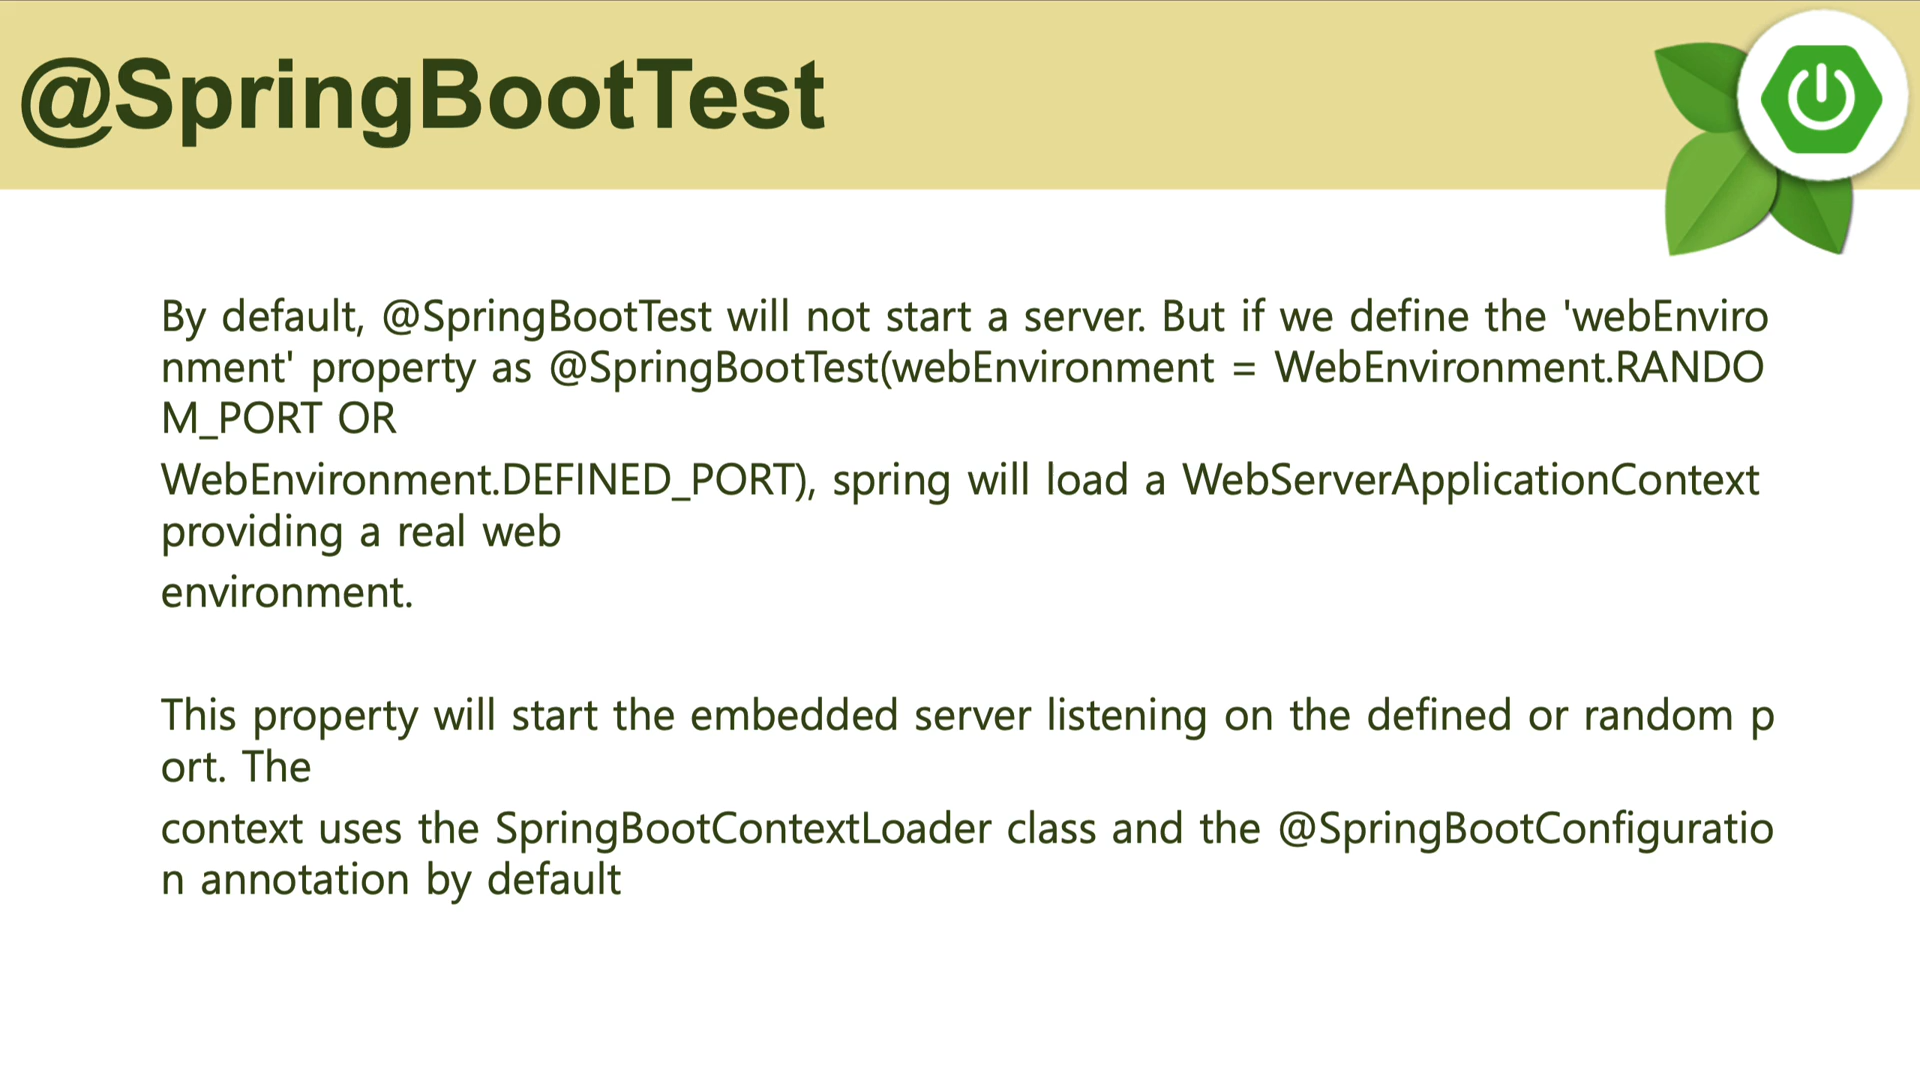 @SpringBootTest
By default, @SpringBootTest will not start a server. But if we define the 'webEnviro
nment' property as @SpringBootTest(webEnvironment = WebEnvironment.RANDO
M_PORT OR
WebEnvironment.DEFINED_PORT), spring will load a WebServerApplicationContext
providing a real web
environment.
This property will start the embedded server listening on the defined or random p
ort. The
context uses the SpringBootContextLoader class and the @SpringBootConfiguratio
n annotation by default